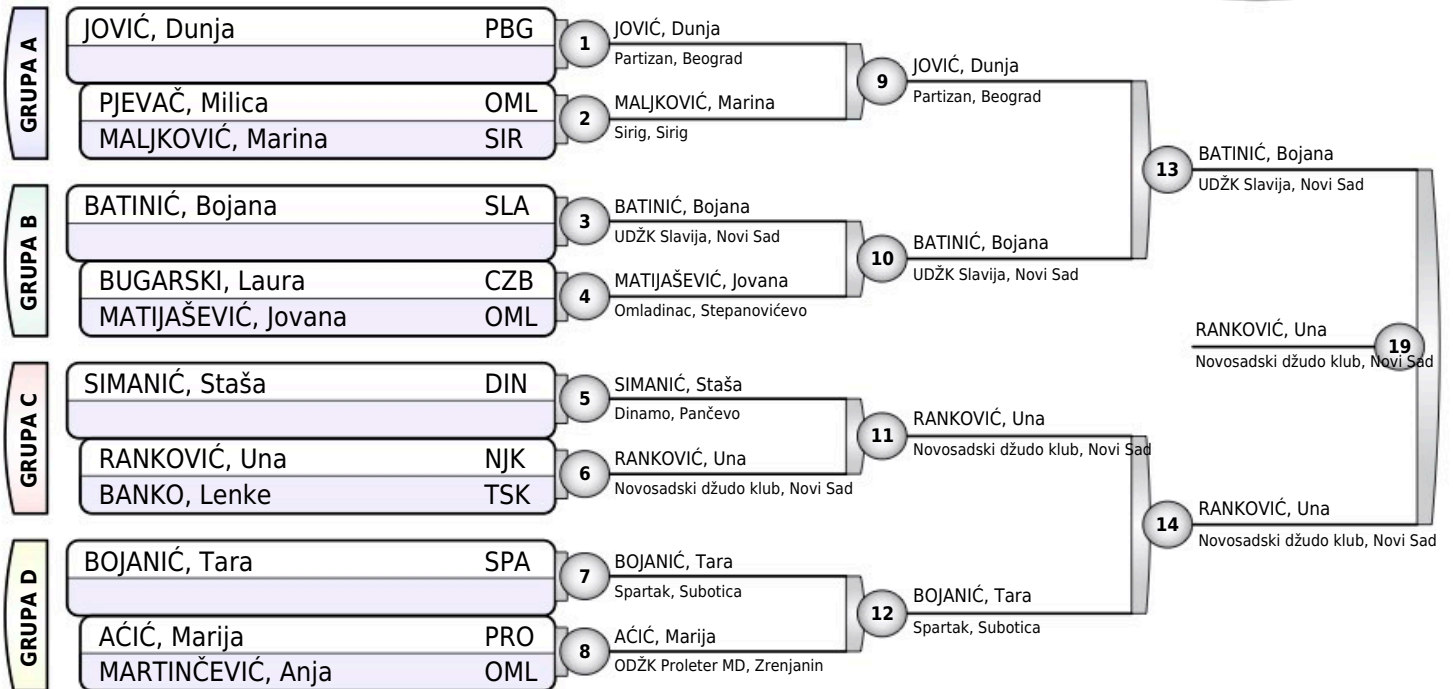 GRUPA A
JOVIĆ, Dunja PBG
PJEVAČ, Milica OML
MALJKOVIĆ, Marina SIR
GRUPA B
BATINIĆ, Bojana SLA
BUGARSKI, Laura CZB
MATIJAŠEVIĆ, Jovana OML
GRUPA C
SIMANIĆ, Staša DIN
RANKOVIĆ, Una NJK
BANKO, Lenke TSK
GRUPA D
BOJANIĆ, Tara SPA
AĆIĆ, Marija PRO
MARTINČEVIĆ, Anja OML
1
JOVIĆ, Dunja
Partizan, Beograd
2
MALJKOVIĆ, Marina
Sirig, Sirig
3
BATINIĆ, Bojana
UDŽK Slavija, Novi Sad
4
MATIJAŠEVIĆ, Jovana
Omladinac, Stepanovićevo
5
SIMANIĆ, Staša
Dinamo, Pančevo
6
RANKOVIĆ, Una
Novosadski džudo klub, Novi Sad
7
BOJANIĆ, Tara
Spartak, Subotica
8
AĆIĆ, Marija
ODŽK Proleter MD, Zrenjanin
9
JOVIĆ, Dunja
Partizan, Beograd
10
BATINIĆ, Bojana
UDŽK Slavija, Novi Sad
11
RANKOVIĆ, Una
Novosadski džudo klub, Novi Sad
12
BOJANIĆ, Tara
Spartak, Subotica
13
BATINIĆ, Bojana
UDŽK Slavija, Novi Sad
14
RANKOVIĆ, Una
Novosadski džudo klub, Novi Sad
19
RANKOVIĆ, Una
Novosadski džudo klub, Novi Sad